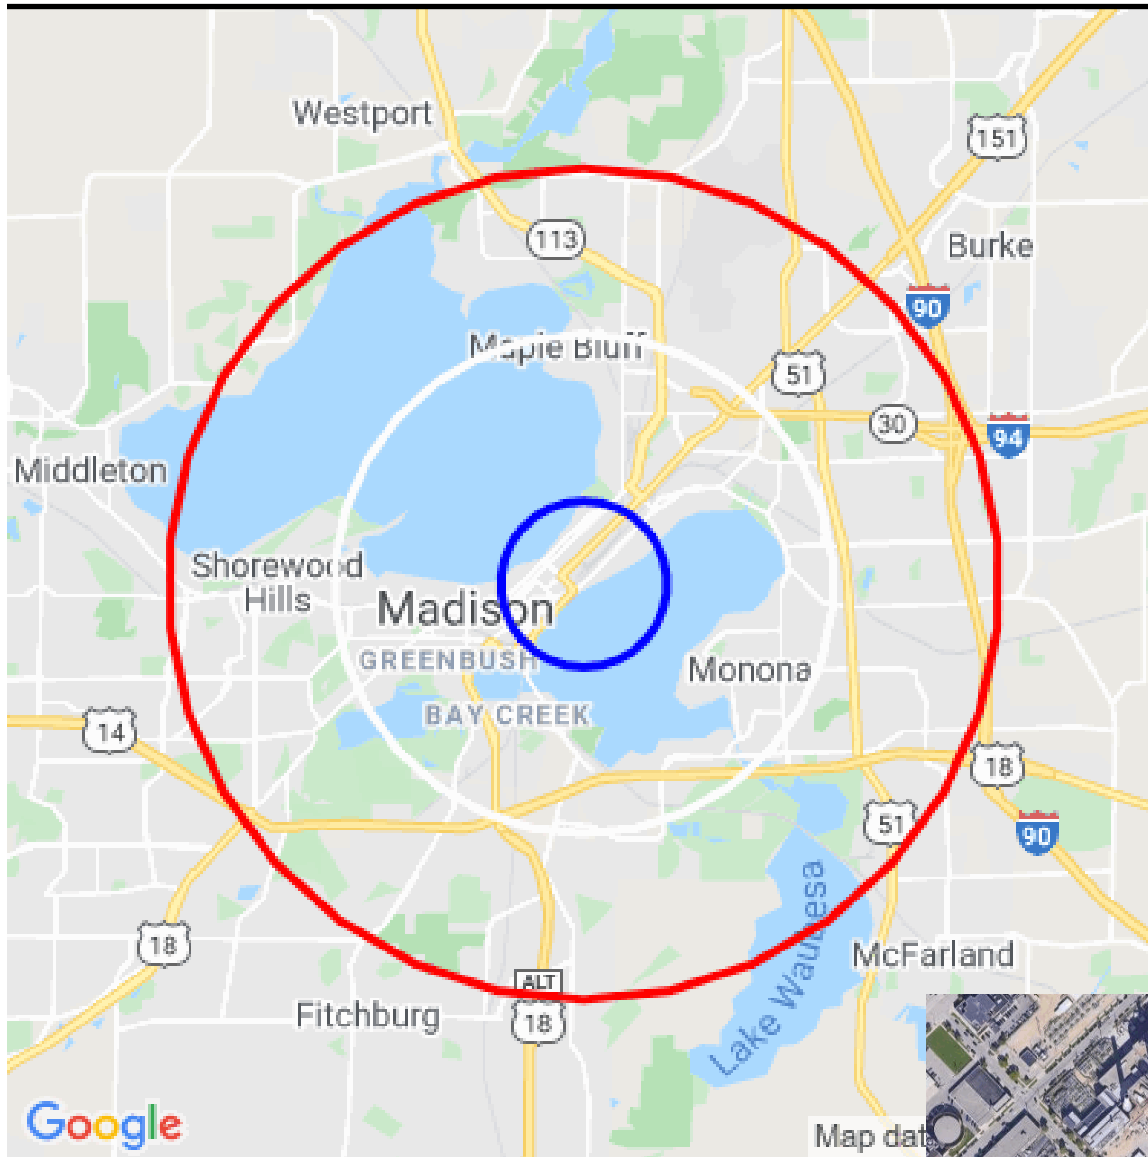 Westport
151
113
Burke
90
Maple Bluff
51
30
94
Middleton
Shorewood
Hills
Madison
GREENBUSH
Monona
BAY CREEK
14
18
51
90
Lake Waubesa
18
McFarland
ALT
18
Fitchburg
Google
Map dat